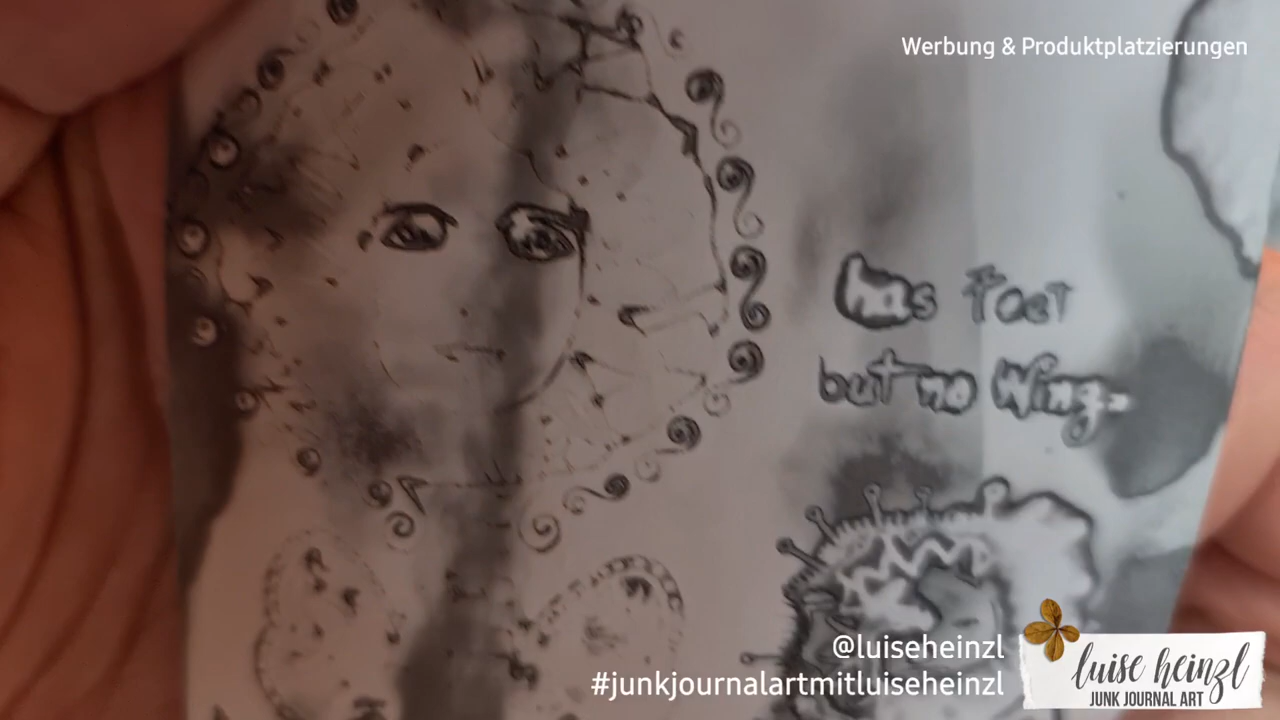 Werbung & Produktplatzierungen
has feet
but no Wings
@luiseheinzl
#junkjournalartmitluiseheinzl
luise heinzl
JUNK JOURNAL ART